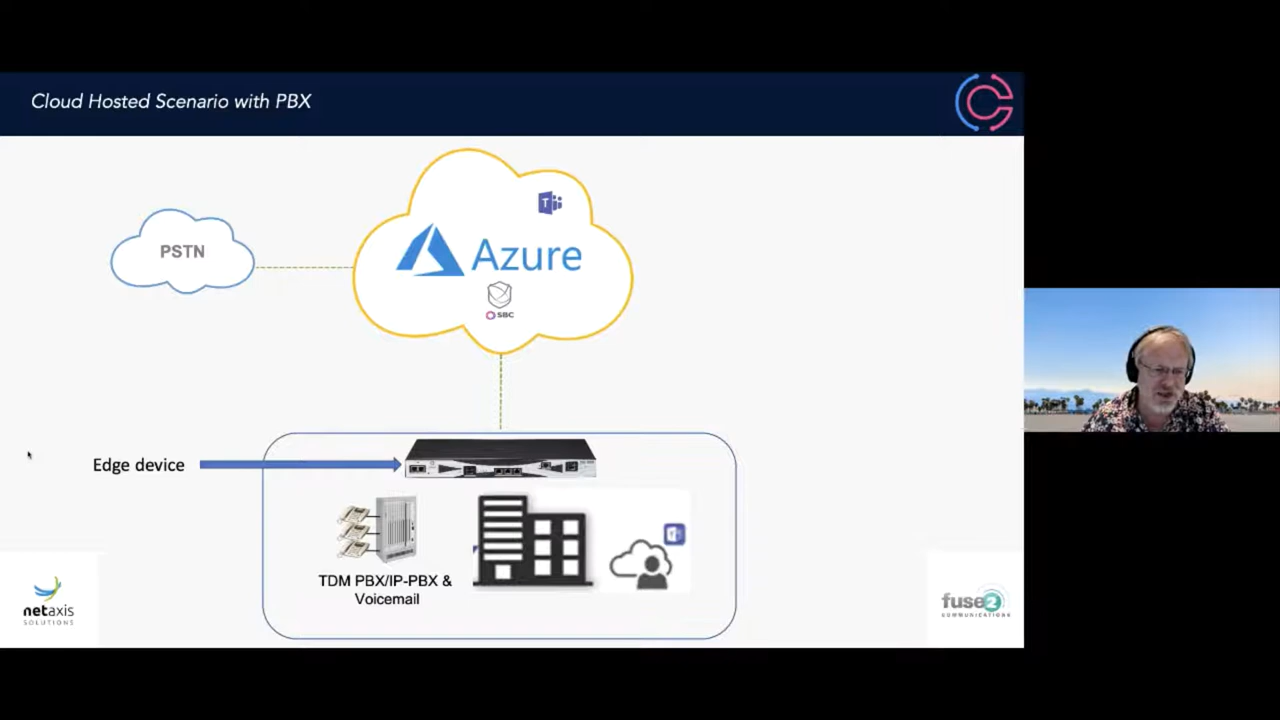 Cloud Hosted Scenario with PBX
PSTN
Azure
SBC
Edge device
TDM PBX/IP-PBX &
Voicemail
netaxis
SOLUTIONS
fuse2
COMMUNICATIONS